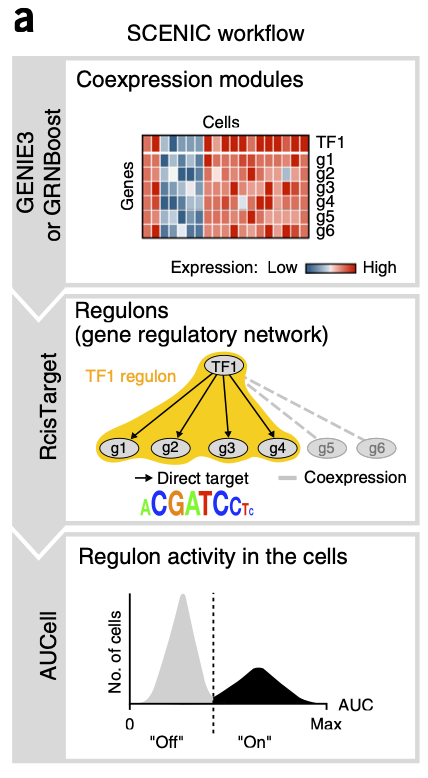 a
SCENIC workflow
GENIE3
or GRNBoost
Coexpression modules
Cells
Genes
TF1
g1
g2
g3
g4
g5
g6
Expression: Low High
RcisTarget
Regulons
(gene regulatory network)
TF1 regulon
TF1
g1 g2 g3 g4 g5 g6
Direct target Coexpression
ACGATCCTc
AUCell
Regulon activity in the cells
No. of cells
AUC
0 Max
"Off" "On"